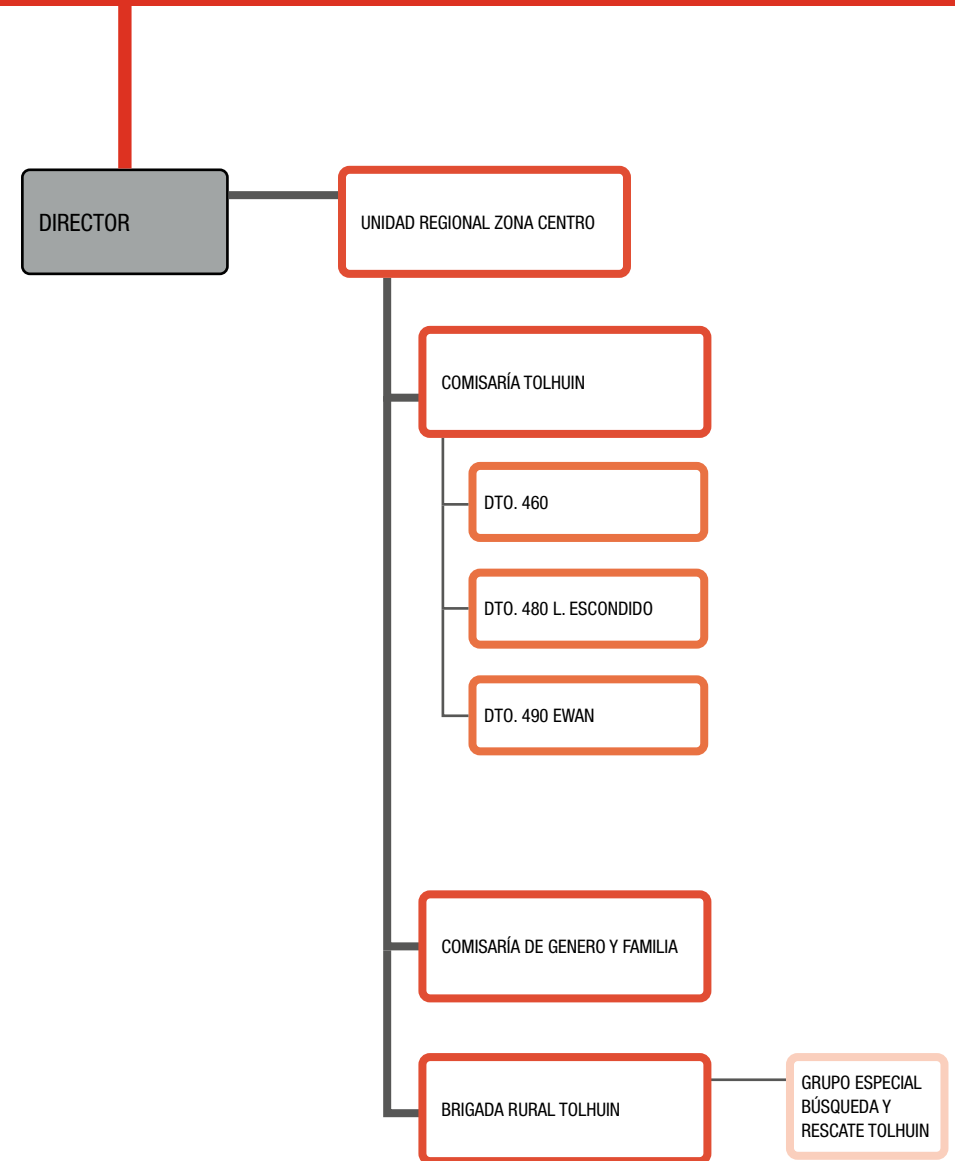 DIRECTOR
UNIDAD REGIONAL ZONA CENTRO
COMISARÍA TOLHUIN
DTO. 460
DTO. 480 L. ESCONDIDO
DTO. 490 EWAN
COMISARÍA DE GENERO Y FAMILIA
BRIGADA RURAL TOLHUIN
GRUPO ESPECIAL
BÚSQUEDA Y
RESCATE TOLHUIN